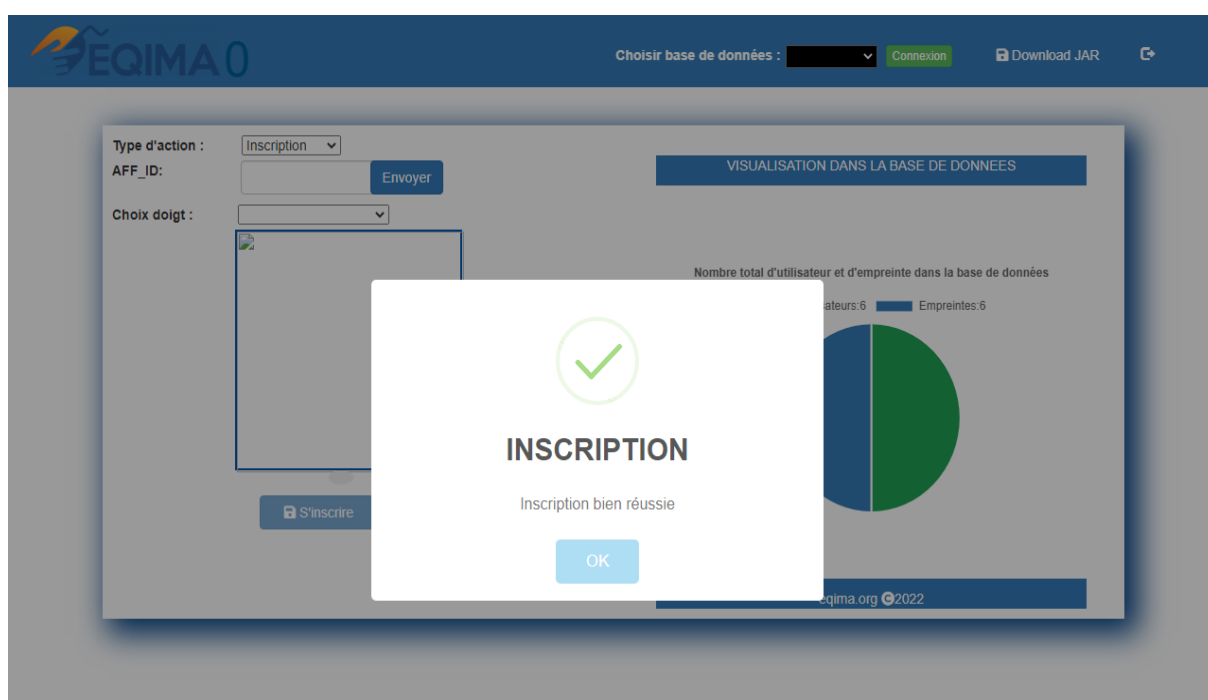 ẼQIMA 0
Choisir base de données :
Connexion
Download JAR
Type d'action :
Inscription
AFF_ID:
Envoyer
Choix doigt :
S'inscrire
VISUALISATION DANS LA BASE DE DONNEES
Nombre total d'utilisateur et d'empreinte dans la base de données
ateurs:6
Empreintes:6
INSCRIPTION
Inscription bien réussie
OK
eqima.org ©2022